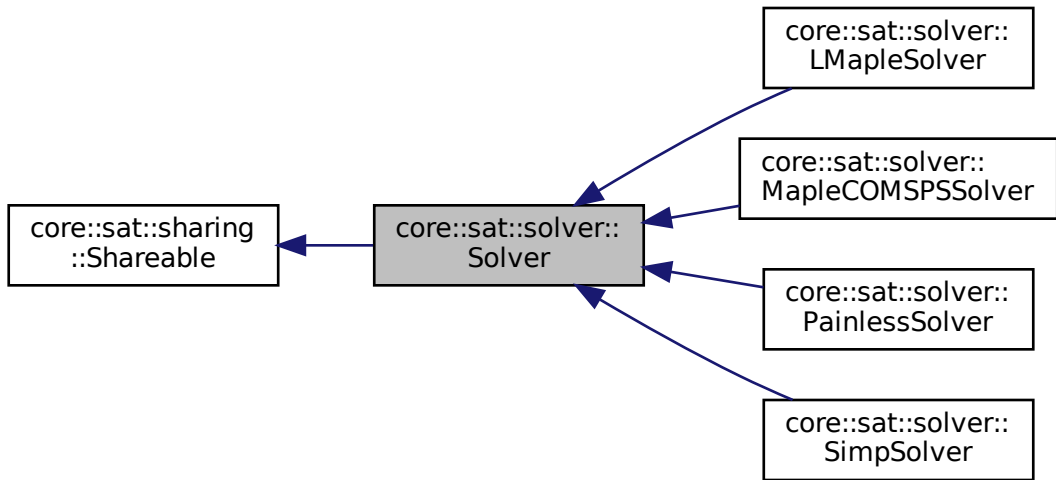 core::sat::sharing
::Shareable
core::sat::solver::
Solver
core::sat::solver::
LMapleSolver
core::sat::solver::
MapleCOMSPSSolver
core::sat::solver::
PainlessSolver
core::sat::solver::
SimpSolver